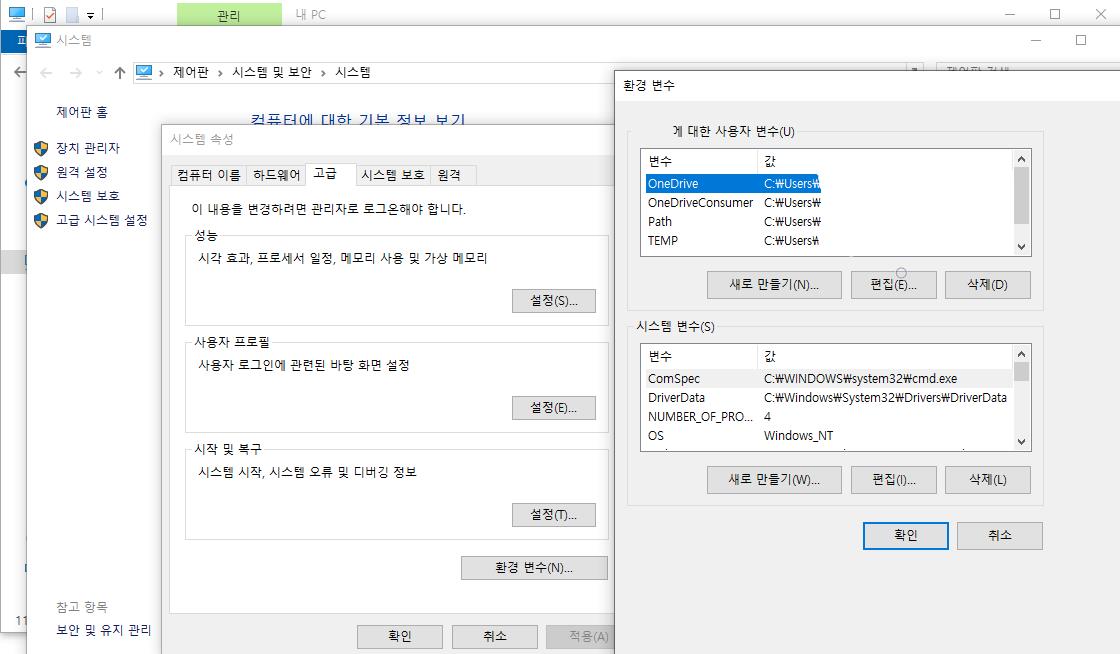 관리
내 PC
시스템
제어판 › 시스템 및 보안 › 시스템
제어판 홈
장치 관리자
원격 설정
시스템 보호
고급 시스템 설정
참고 항목
보안 및 유지 관리
컴퓨터에 대한 기본 정보 보기
시스템 속성
컴퓨터 이름
하드웨어
고급
시스템 보호
원격
이 내용을 변경하려면 관리자로 로그온해야 합니다.
성능
시각 효과, 프로세서 일정, 메모리 사용 및 가상 메모리
설정(S)...
사용자 프로필
사용자 로그인에 관련된 바탕 화면 설정
설정(E)...
시작 및 복구
시스템 시작, 시스템 오류 및 디버깅 정보
설정(T)...
환경 변수(N)...
확인
취소
적용(A)
환경 변수
에 대한 사용자 변수(U)
변수 값
OneDrive C:₩Users₩
OneDriveConsumer C:₩Users₩
Path C:₩Users₩
TEMP C:₩Users₩
새로 만들기(N)...
편집(E)...
삭제(D)
시스템 변수(S)
변수 값
ComSpec C:₩WINDOWS₩system32₩cmd.exe
DriverData C:₩Windows₩System32₩Drivers₩DriverData
NUMBER_OF_PRO... 4
OS Windows_NT
새로 만들기(W)...
편집(I)...
삭제(L)
확인
취소